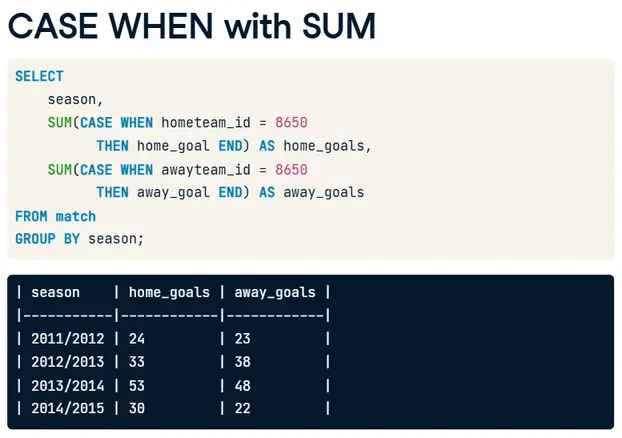 CASE WHEN with SUM
SELECT
    season,
    SUM(CASE WHEN hometeam_id = 8650
          THEN home_goal END) AS home_goals,
    SUM(CASE WHEN awayteam_id = 8650
          THEN away_goal END) AS away_goals
FROM match
GROUP BY season;
| season    | home_goals | away_goals |
|-----------|------------|------------|
| 2011/2012 | 24         | 23         |
| 2012/2013 | 33         | 38         |
| 2013/2014 | 53         | 48         |
| 2014/2015 | 30         | 22         |